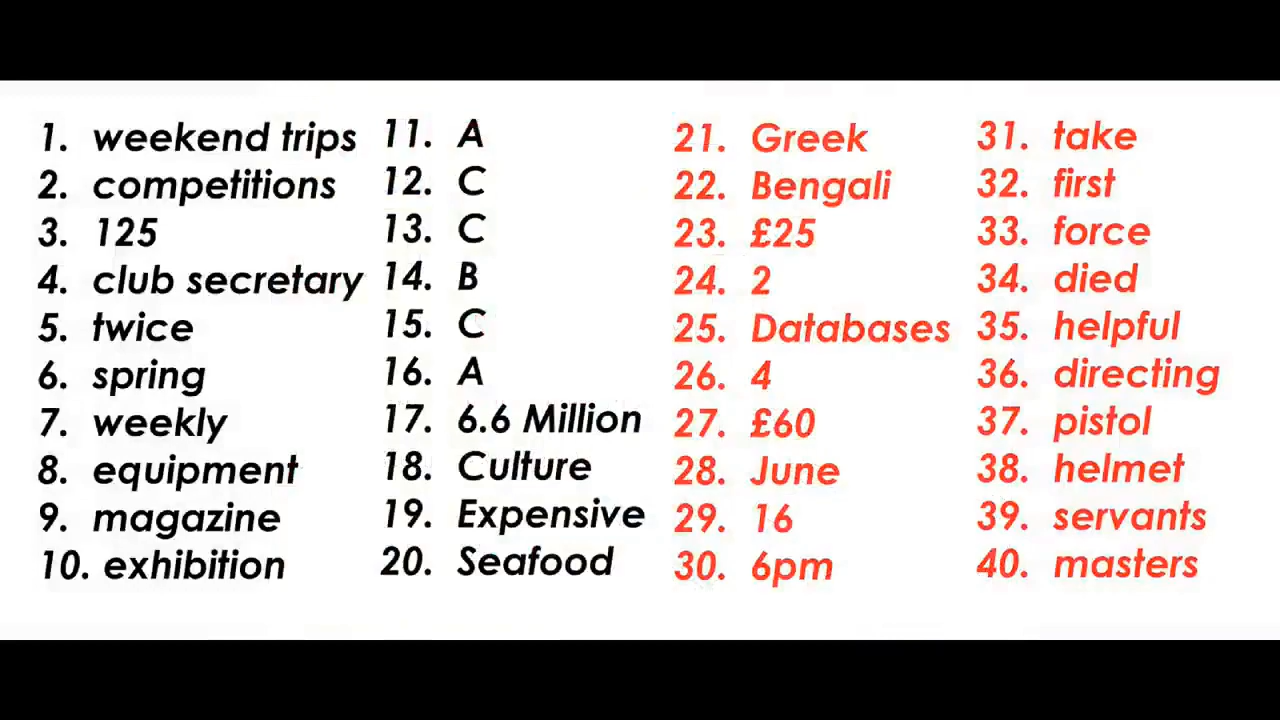 1. weekend trips
2. competitions
3. 125
4. club secretary
5. twice
6. spring
7. weekly
8. equipment
9. magazine
10. exhibition
11. A
12. C
13. C
14. B
15. C
16. A
17. 6.6 Million
18. Culture
19. Expensive
20. Seafood
21. Greek
22. Bengali
23. £25
24. 2
25. Databases
26. 4
27. £60
28. June
29. 16
30. 6pm
31. take
32. first
33. force
34. died
35. helpful
36. directing
37. pistol
38. helmet
39. servants
40. masters